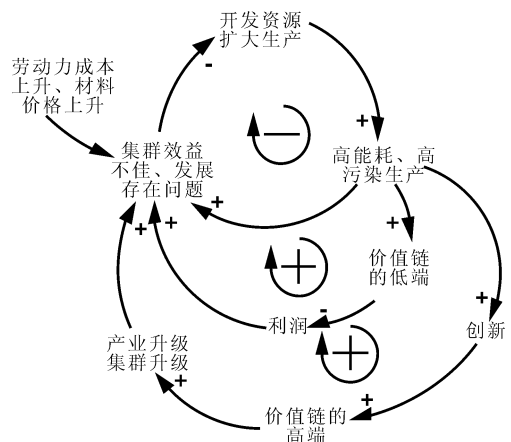 开发资源
扩大生产
-
劳动力成本
上升、材料
价格上升
+
集群效益
不佳、发展
存在问题
高能耗、高
污染生产
+
+
+
+
价值链
的低端
+
-
利润
创新
产业升级
集群升级
+
+
价值链的
高端